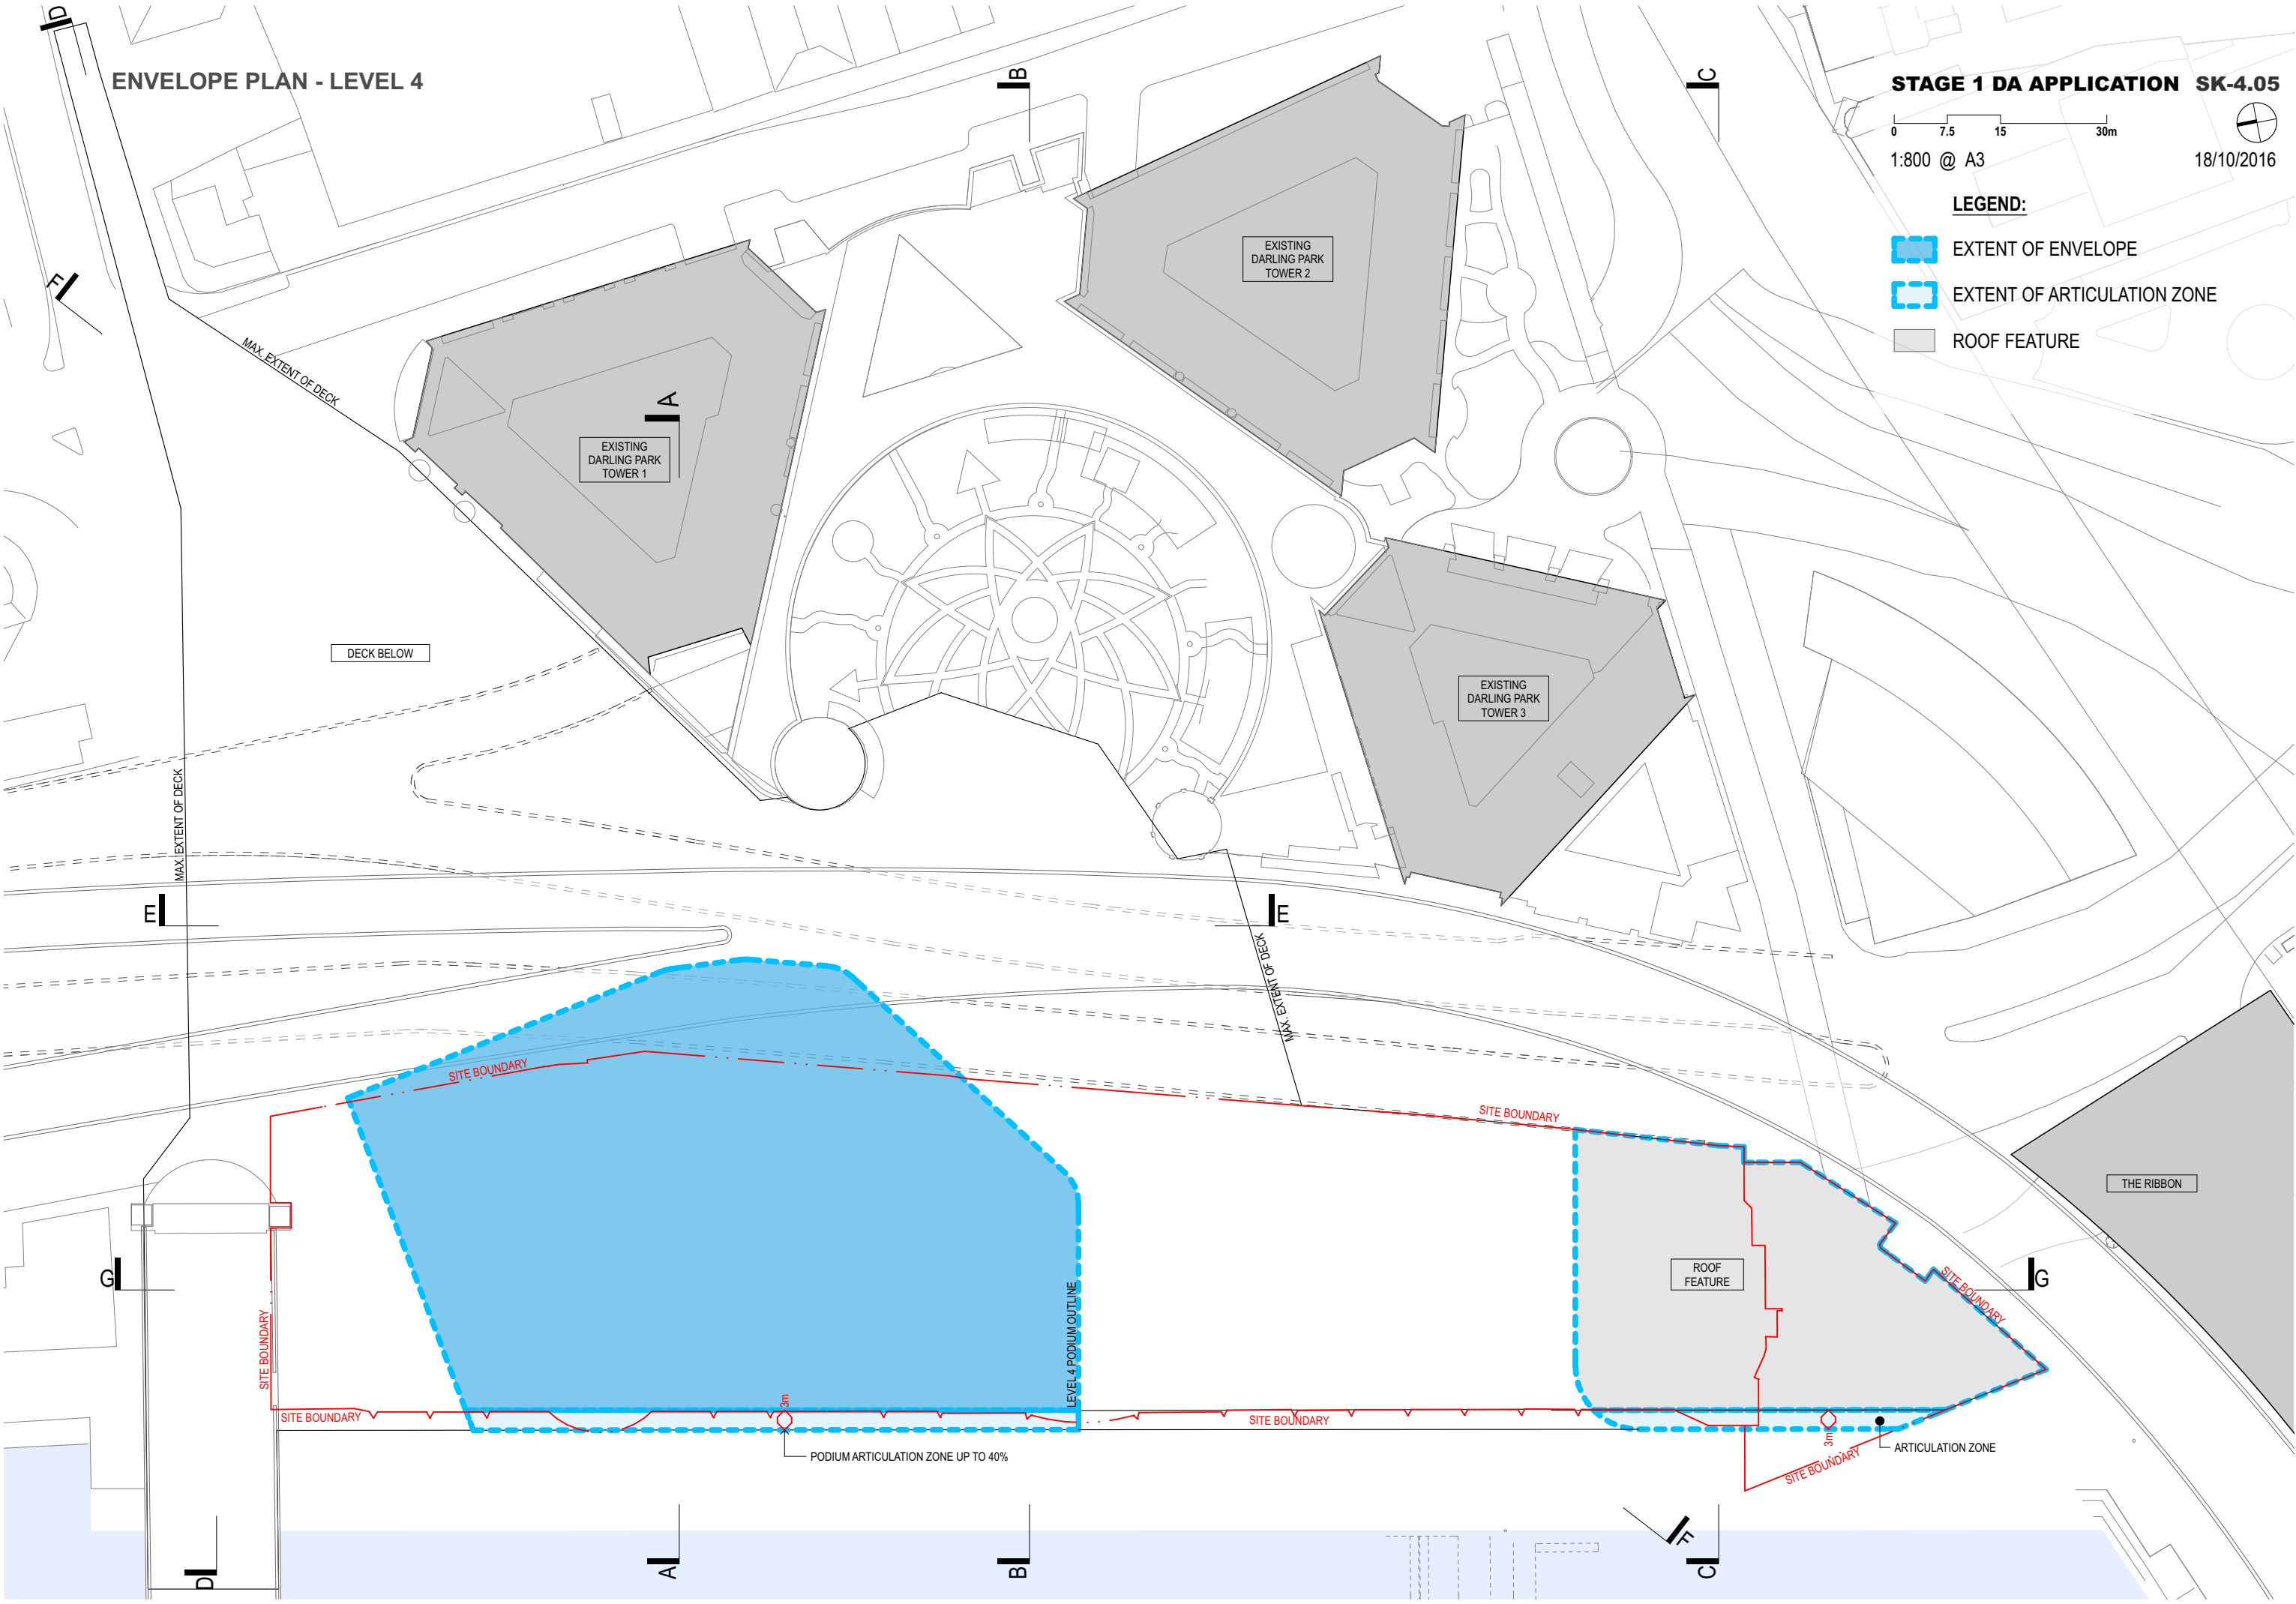 D
ENVELOPE PLAN - LEVEL 4
B
C
STAGE 1 DA APPLICATION SK-4.05
0 7.5 15 30m
1:800 @ A3
18/10/2016
LEGEND:
EXTENT OF ENVELOPE
EXTENT OF ARTICULATION ZONE
ROOF FEATURE
F
EXISTING
DARLING PARK
TOWER 2
MAX. EXTENT OF DECK
A
EXISTING
DARLING PARK
TOWER 1
DECK BELOW
EXISTING
DARLING PARK
TOWER 3
MAX. EXTENT OF DECK
E
E
MAX. EXTENT OF DECK
SITE BOUNDARY
SITE BOUNDARY
THE RIBBON
G
ROOF
FEATURE
G
SITE BOUNDARY
SITE BOUNDARY
LEVEL 4 PODIUM OUTLINE
SITE BOUNDARY
3m
SITE BOUNDARY
3m
ARTICULATION ZONE
PODIUM ARTICULATION ZONE UP TO 40%
SITE BOUNDARY
F
D
A
B
C